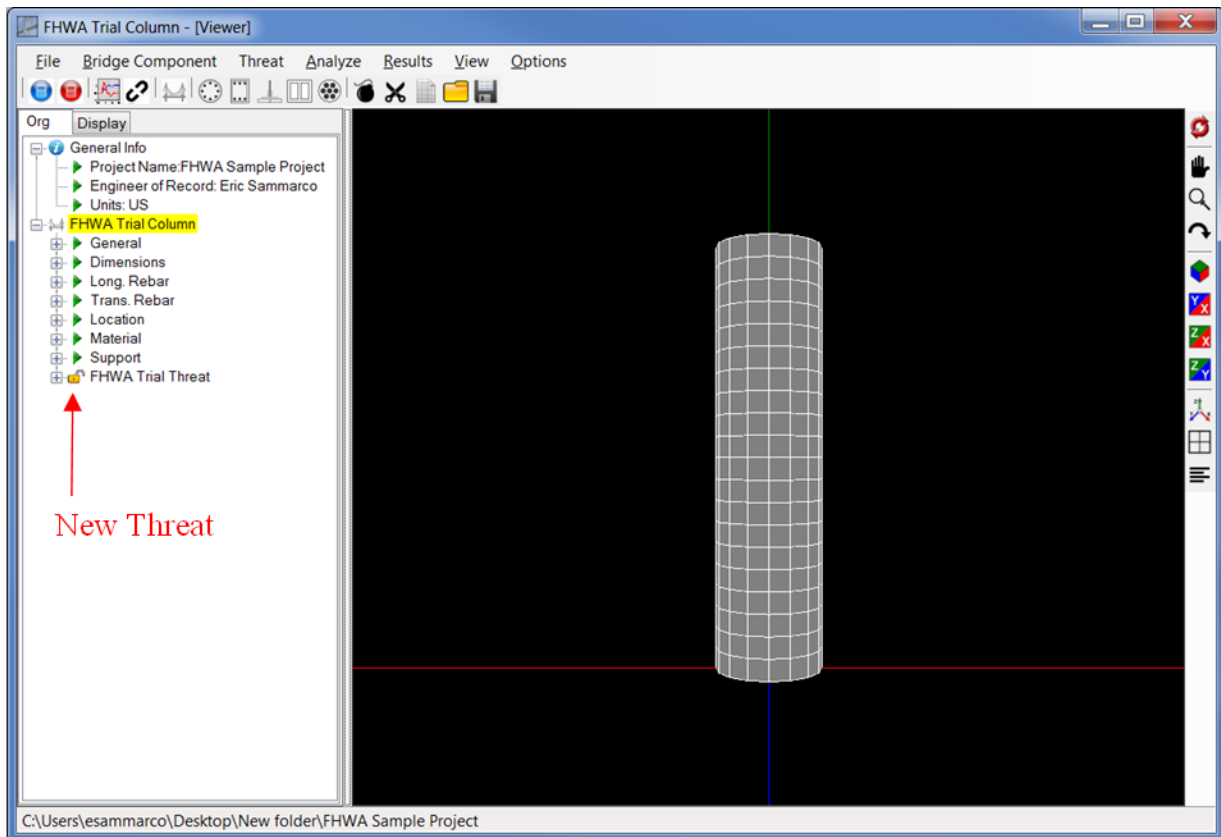 FHWA Trial Column - [Viewer]
File Bridge Component Threat Analyze Results View Options
Org Display
General Info
Project Name:FHWA Sample Project
Engineer of Record: Eric Sammarco
Units: US
FHWA Trial Column
General
Dimensions
Long. Rebar
Trans. Rebar
Location
Material
Support
FHWA Trial Threat
New Threat
Y X
Z X
Z Y
C:\Users\esammarco\Desktop\New folder\FHWA Sample Project